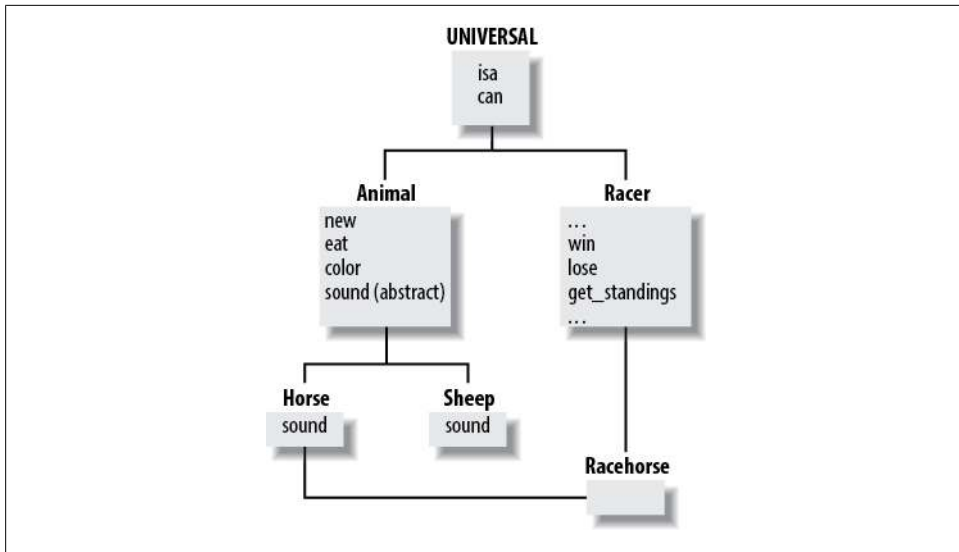 UNIVERSAL
isa
can
Animal
new
eat
color
sound (abstract)
Racer
...
win
lose
get_standings
...
Horse
sound
Sheep
sound
Racehorse